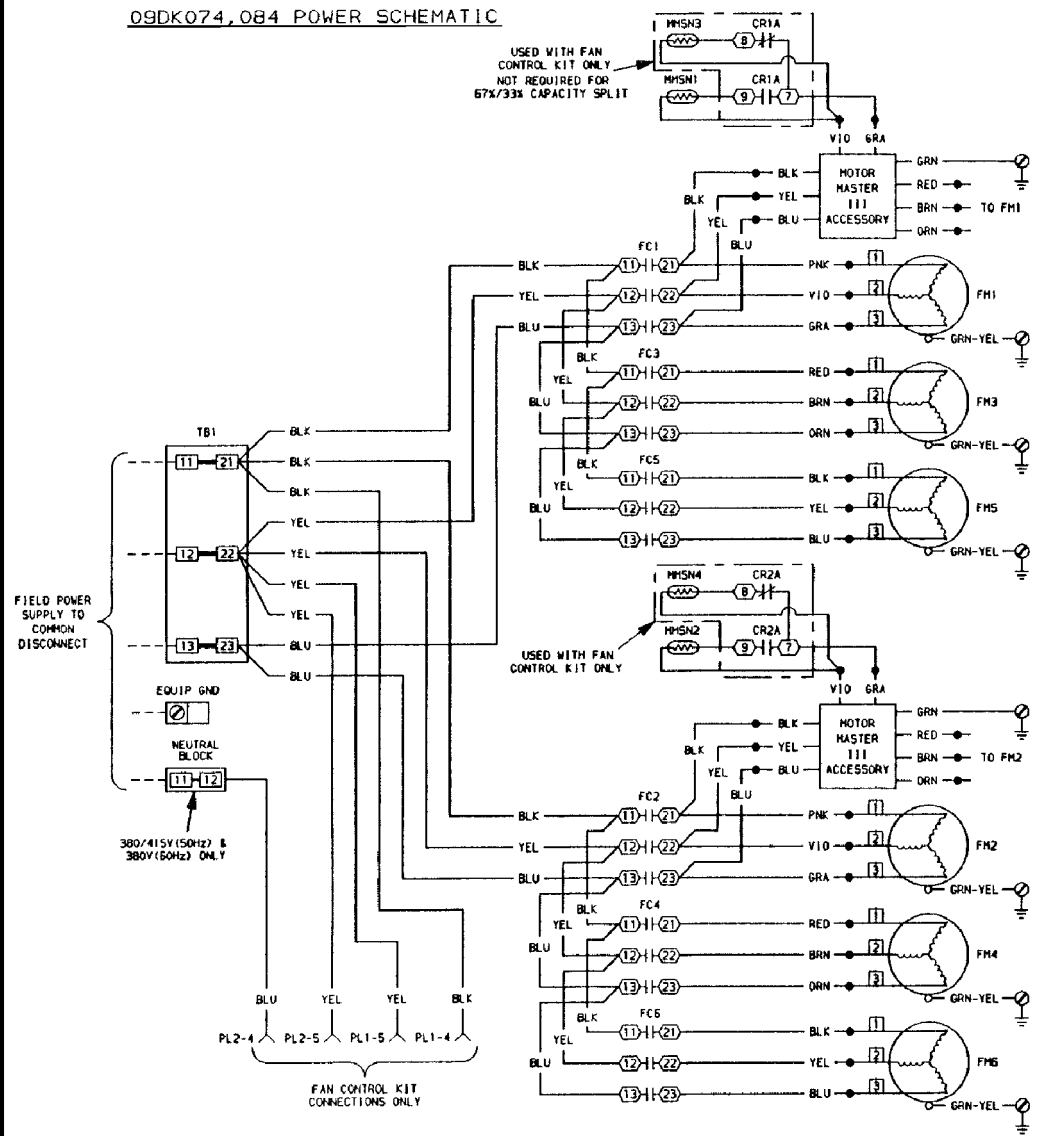 09DK074,084 POWER SCHEMATIC
MMSN3 CR1A
8
USED WITH FAN
CONTROL KIT ONLY
NOT REQUIRED FOR
67%/33% CAPACITY SPLIT
MMSN1 CR1A
9 7
VIO GRA
MOTOR
MASTER
III
ACCESSORY
GRN
RED
BRN TO FM1
ORN
BLK
YEL
BLU
BLK
YEL
BLU
FC1
BLK 11 21 PNK 1
YEL 12 22 VIO 2 FM1
BLU 13 23 GRA 3
GRN-YEL
BLK
YEL
BLU
FC3
11 21 RED 1
12 22 BRN 2 FM3
13 23 ORN 3
GRN-YEL
BLK
YEL
BLU
FC5
11 21 BLK 1
12 22 YEL 2 FM5
13 23 BLU 3
GRN-YEL
TB1
BLK
11 21 BLK
BLK
YEL
12 22 YEL
YEL
YEL
13 23 BLU
BLU
FIELD POWER
SUPPLY TO
COMMON
DISCONNECT
EQUIP GND
NEUTRAL
BLOCK
11 12
380/415V(50Hz) &
380V(60Hz) ONLY
MMSN4 CR2A
8
MMSN2 CR2A
9 7
USED WITH FAN
CONTROL KIT ONLY
VIO GRA
MOTOR
MASTER
III
ACCESSORY
GRN
RED
BRN TO FM2
ORN
BLK
YEL
BLU
BLK
YEL
BLU
FC2
BLK 11 21 PNK 1
YEL 12 22 VIO 2 FM2
BLU 13 23 GRA 3
GRN-YEL
BLK
YEL
BLU
FC4
11 21 RED 1
12 22 BRN 2 FM4
13 23 ORN 3
GRN-YEL
BLK
YEL
BLU
FC6
11 21 BLK 1
12 22 YEL 2 FM6
13 23 BLU 3
GRN-YEL
BLU YEL YEL BLK
PL2-4 PL2-5 PL1-5 PL1-4
FAN CONTROL KIT
CONNECTIONS ONLY